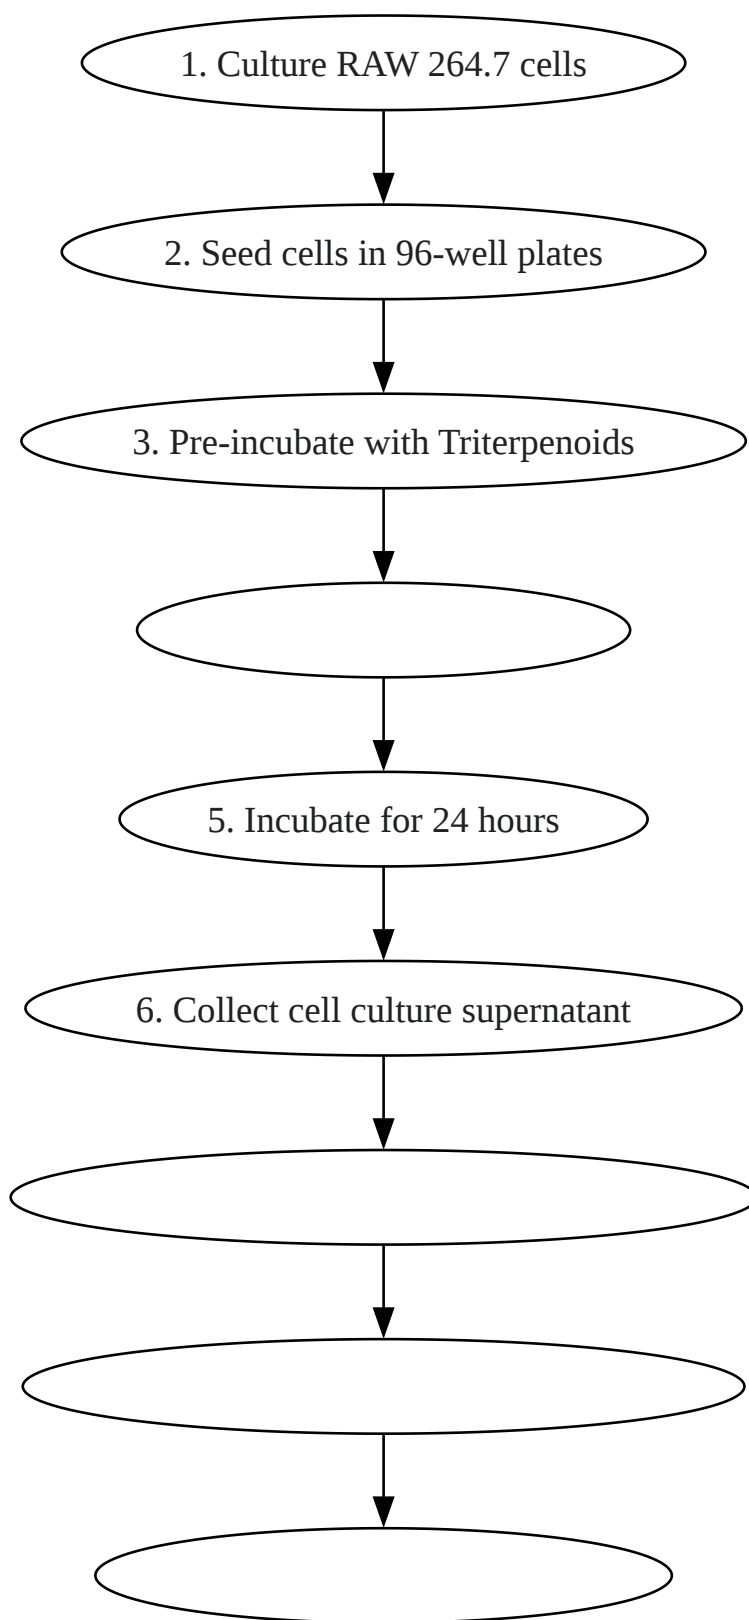 1. Culture RAW 264.7 cells
2. Seed cells in 96-well plates
3. Pre-incubate with Triterpenoids
5. Incubate for 24 hours
6. Collect cell culture supernatant